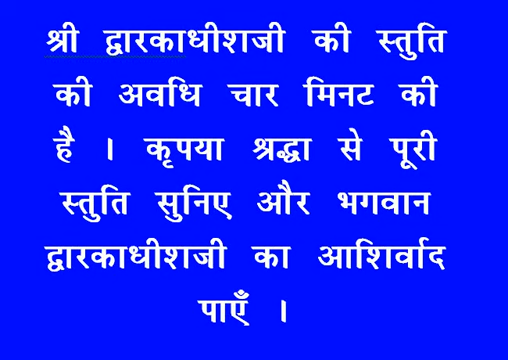 श्री द्वारकाधीशजी की स्तुति
की अवधि चार मिनट की
है । कृपया श्रद्धा से पूरी
स्तुति सुनिए और भगवान
द्वारकाधीशजी का आशिर्वाद
पाएँ ।